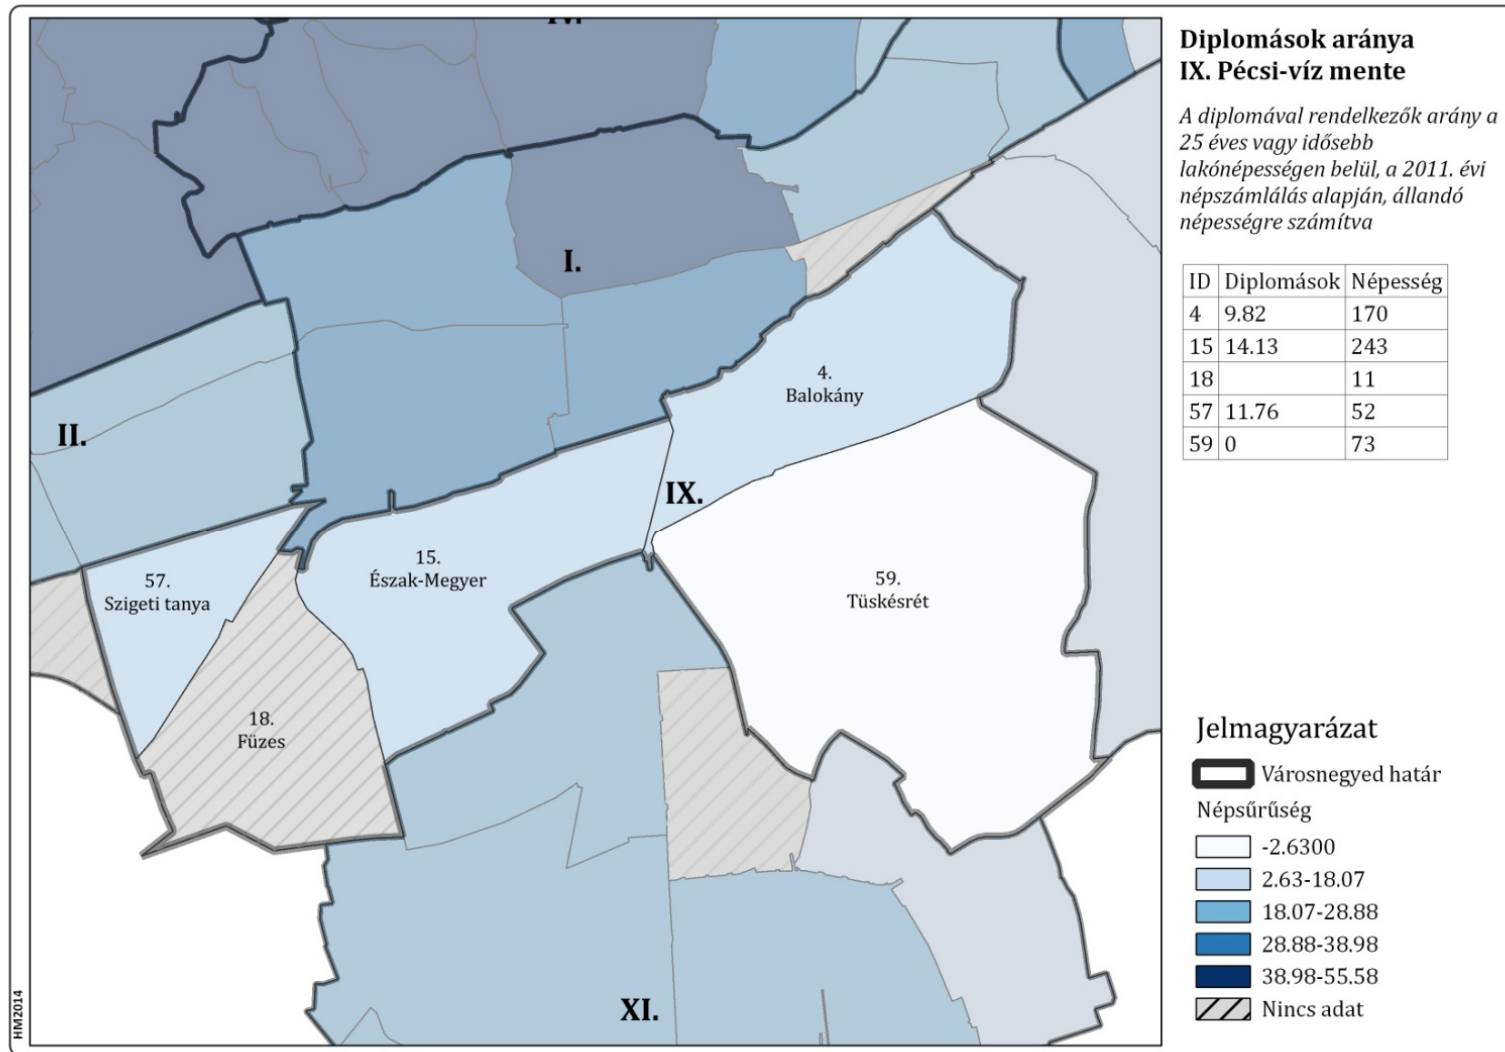 Diplomások aránya
IX. Pécsi-víz mente
A diplomával rendelkezők arány a
25 éves vagy idősebb
lakónépességen belül, a 2011. évi
népszámlálás alapján, állandó
népességre számítva
ID Diplomások Népesség
4 9.82 170
15 14.13 243
18 11
57 11.76 52
59 0 73
I.
4.
Balokány
II.
IX.
15.
Észak-Megyer
57.
Szigeti tanya
59.
Tüskésrét
18.
Füzes
XI.
Jelmagyarázat
Városnegyed határ
Népsűrűség
-2.6300
2.63-18.07
18.07-28.88
28.88-38.98
38.98-55.58
Nincs adat
HM2014